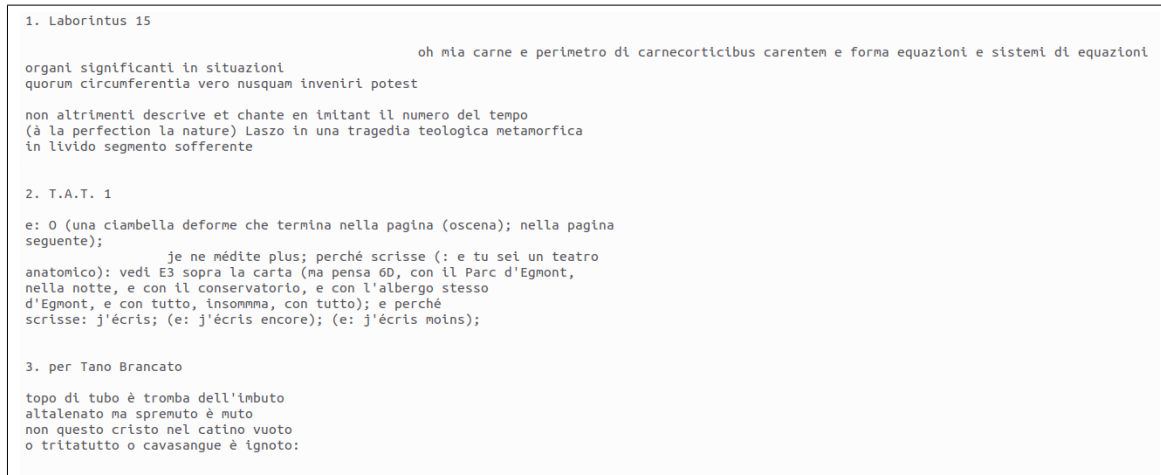 1. Laborintus 15
oh mia carne e perimetro di carnecorticibus carentem e forma equazioni e sistemi di equazioni
organi significanti in situazioni
quorum circumferentia vero nusquam inveniri potest
non altrimenti descrive et chante en imitant il numero del tempo
(à la perfection la nature) Laszo in una tragedia teologica metamorfica
in livido segmento sofferente
2. T.A.T. 1
e: O (una ciambella deforme che termina nella pagina (oscena); nella pagina
seguente);
je ne médite plus; perché scrisse (: e tu sei un teatro
anatomico): vedi E3 sopra la carta (ma pensa 6D, con il Parc d'Egmont,
nella notte, e con il conservatorio, e con l'albergo stesso
d'Egmont, e con tutto, insommma, con tutto); e perché
scrisse: j'écris; (e: j'écris encore); (e: j'écris moins);
3. per Tano Brancato
topo di tubo è tromba dell'imbuto
altalenato ma spremuto è muto
non questo cristo nel catino vuoto
o tritatutto o cavasangue è ignoto: